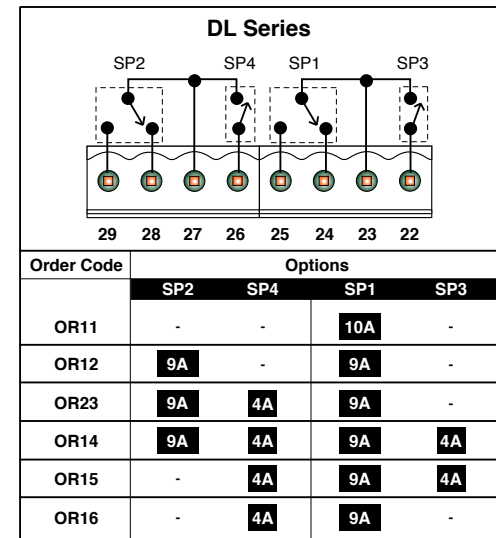 DL Series
SP2 SP4 SP1 SP3
29 28 27 26 25 24 23 22
Order Code Options
SP2 SP4 SP1 SP3
OR11 - - 10A -
OR12 9A - 9A -
OR23 9A 4A 9A -
OR14 9A 4A 9A 4A
OR15 - 4A 9A 4A
OR16 - 4A 9A -